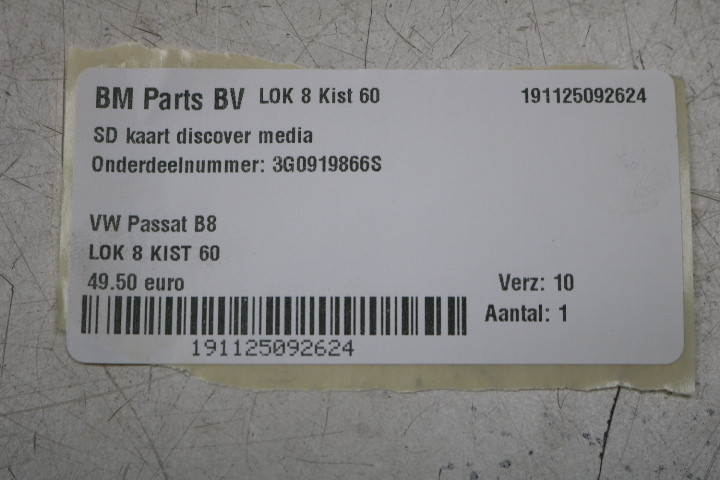 BM Parts BV LOK 8 Kist 60 191125092624
SD kaart discover media
Onderdeelnummer: 3G0919866S
VW Passat B8
LOK 8 KIST 60
49.50 euro Verz: 10
Aantal: 1
191125092624